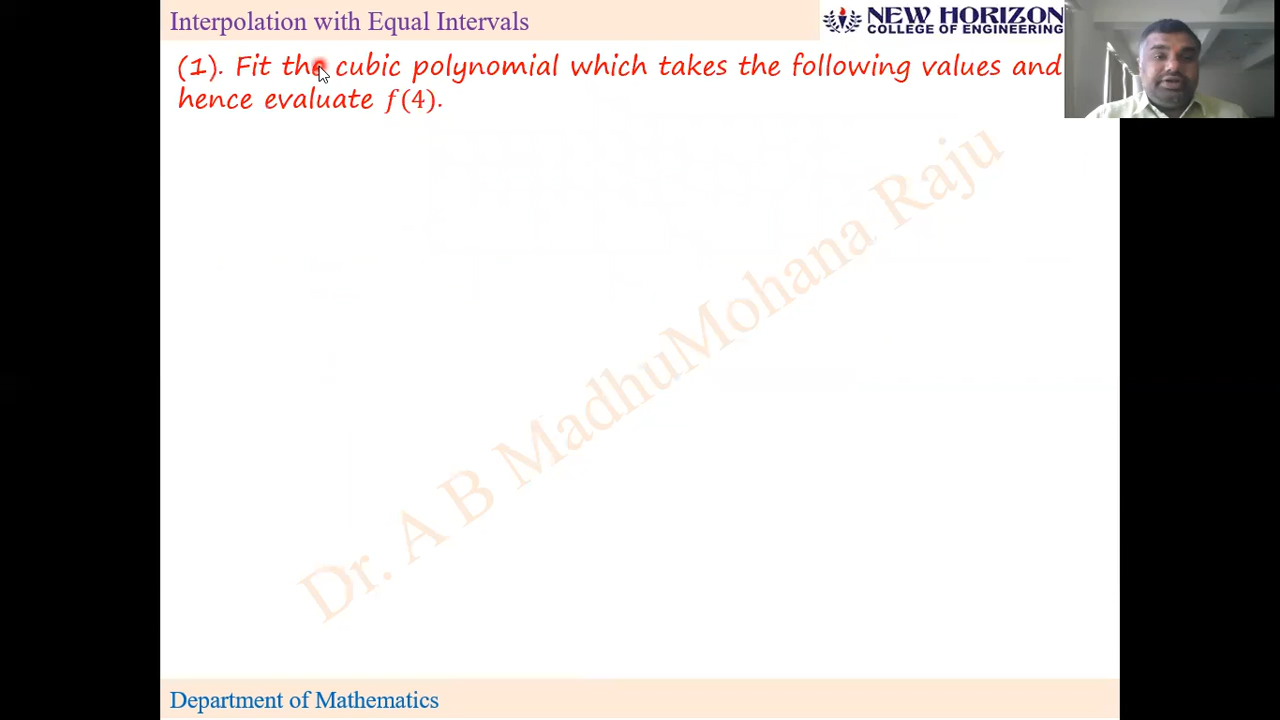 Interpolation with Equal Intervals
NEW HORIZON
COLLEGE OF ENGINEERING
(1). Fit the cubic polynomial which takes the following values and
hence evaluate f(4).
Dr. A B MadhuMohana Raju
Department of Mathematics